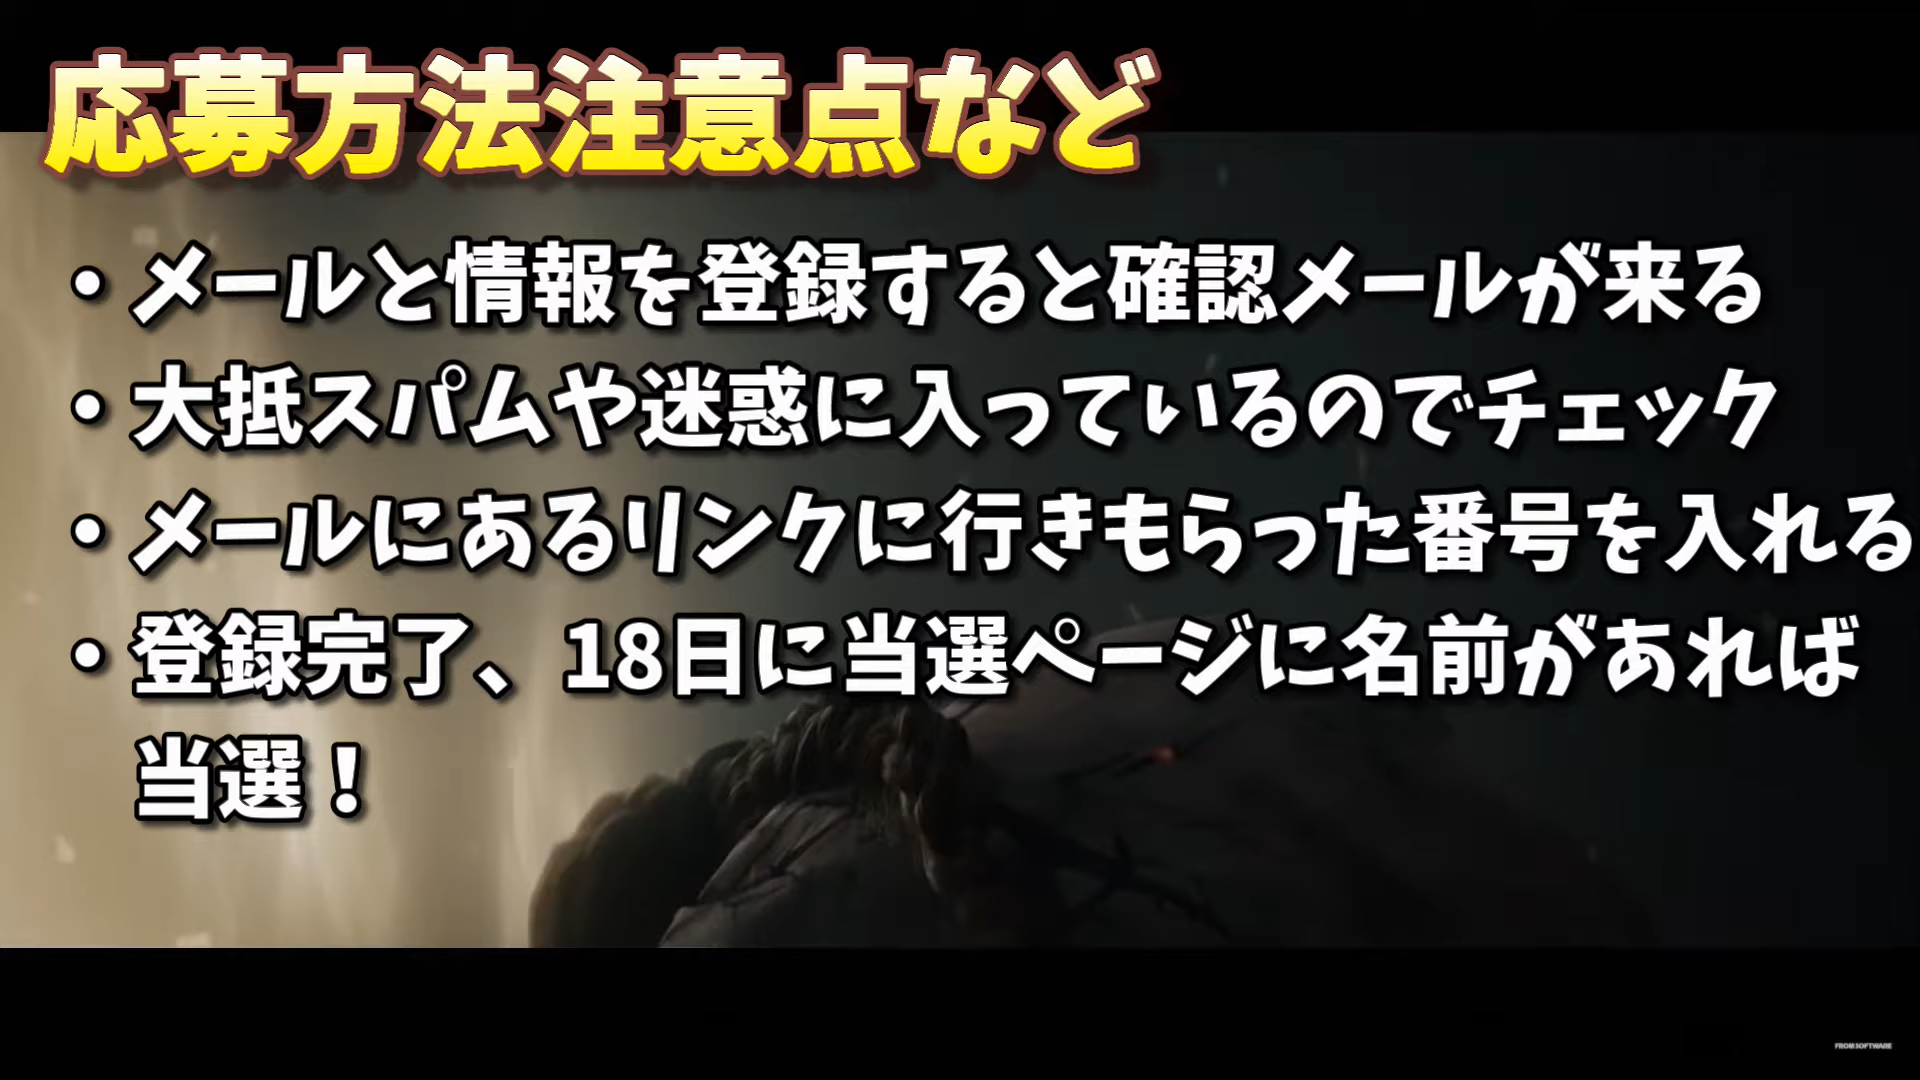 応募方法注意点など
・メールと情報を登録すると確認メールが来る
・大抵スパムや迷惑に入っているのでチェック
・メールにあるリンクに行きもらった番号を入れる
・登録完了、18日に当選ページに名前があれば
当選！
FROMSOFTWARE